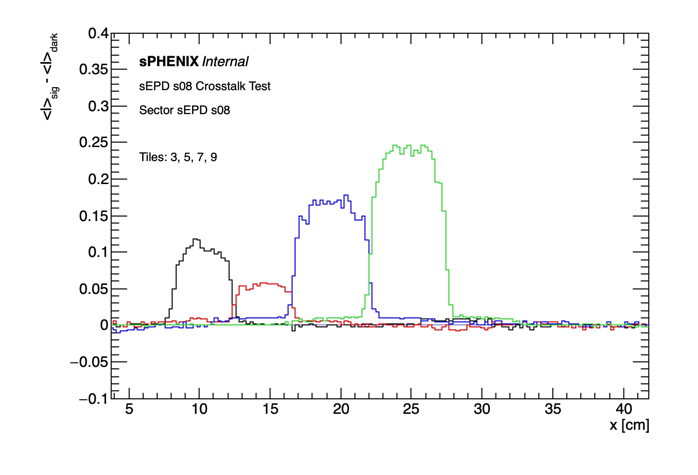 <I>sig - <I>dark
0.4
0.35
0.3
0.25
0.2
0.15
0.1
0.05
0
−0.05
−0.1
sPHENIX Internal
sEPD s08 Crosstalk Test
Sector sEPD s08
Tiles: 3, 5, 7, 9
5 10 15 20 25 30 35 40
x [cm]